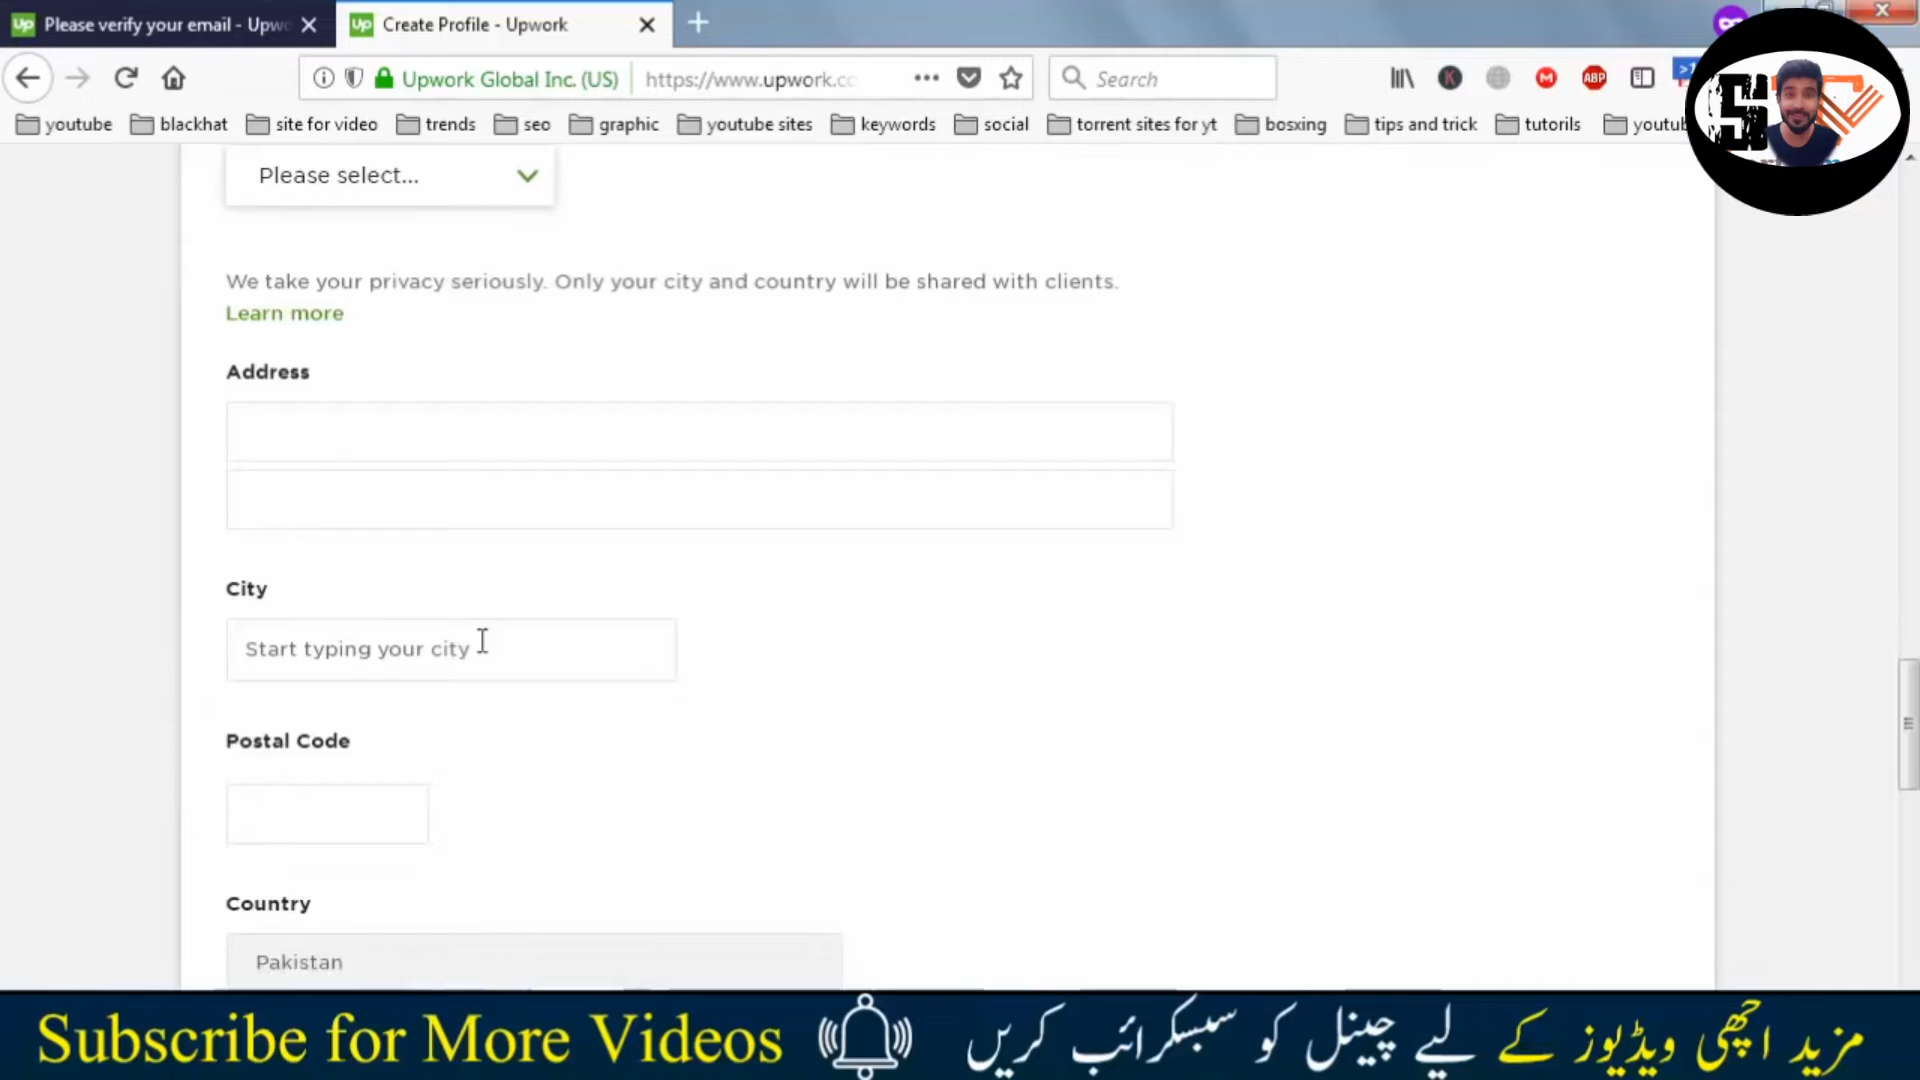 Please verify your email - Upwo
Create Profile - Upwork
Upwork Global Inc. (US)
https://www.upwork.co
Search
ABP
youtube
blackhat
site for video
trends
seo
graphic
youtube sites
keywords
social
torrent sites for yt
bosxing
tips and trick
tutorils
youtub
Please select...
We take your privacy seriously. Only your city and country will be shared with clients.
Learn more
Address
City
Start typing your city
Postal Code
Country
Pakistan
Subscribe for More Videos
مزید اچھی ویڈیوز کے لیے چینل کو سبسکرائب کریں